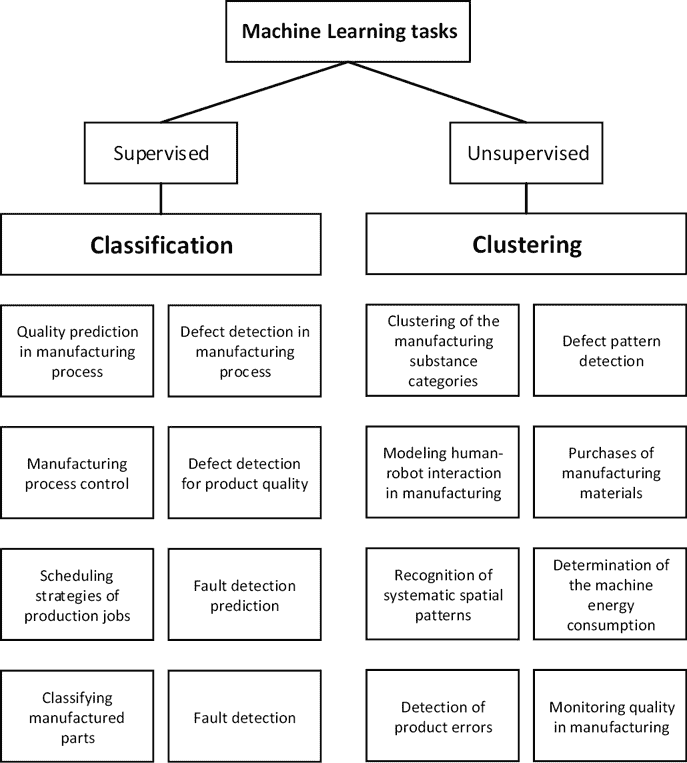 Machine Learning tasks
Supervised
Unsupervised
Classification
Clustering
Quality prediction
in manufacturing
process
Defect detection in
manufacturing
process
Clustering of the
manufacturing
substance
categories
Defect pattern
detection
Manufacturing
process control
Defect detection
for product quality
Modeling human-
robot interaction
in manufacturing
Purchases of
manufacturing
materials
Scheduling
strategies of
production jobs
Fault detection
prediction
Recognition of
systematic spatial
patterns
Determination of
the machine
energy
consumption
Classifying
manufactured
parts
Fault detection
Detection of
product errors
Monitoring quality
in manufacturing